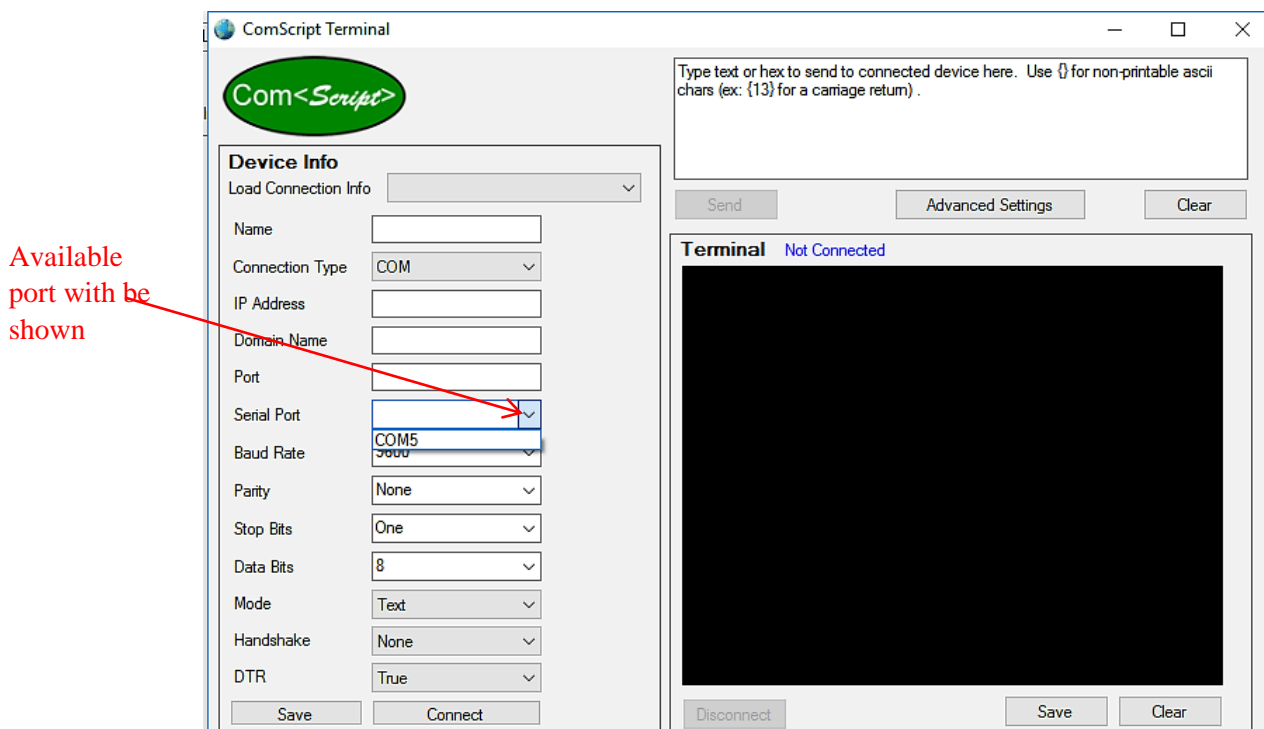 ComScript Terminal
Com<Script>
Type text or hex to send to connected device here. Use {} for non-printable ascii
chars (ex: {13} for a carriage return) .
Device Info
Load Connection Info
Send
Advanced Settings
Clear
Name
Terminal Not Connected
Available
port with be
shown
Connection Type COM
IP Address
Domain Name
Port
Serial Port
COM5
Baud Rate 9600
Parity None
Stop Bits One
Data Bits 8
Mode Text
Handshake None
DTR True
Save Connect
Disconnect
Save
Clear